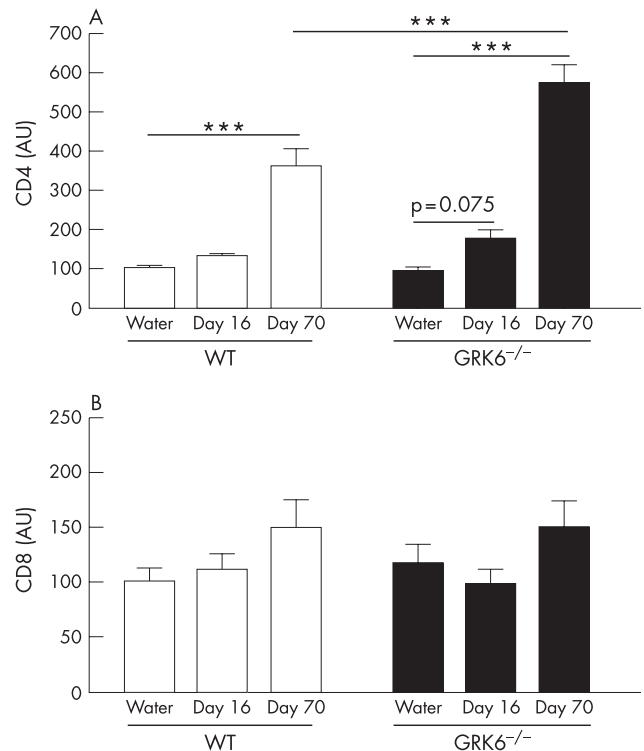 A
700
600
500
400
300
200
100
0
CD4 (AU)
***
***
***
p=0.075
Water Day 16 Day 70 Water Day 16 Day 70
WT GRK6−/−
B
250
200
150
100
50
0
CD8 (AU)
Water Day 16 Day 70 Water Day 16 Day 70
WT GRK6−/−